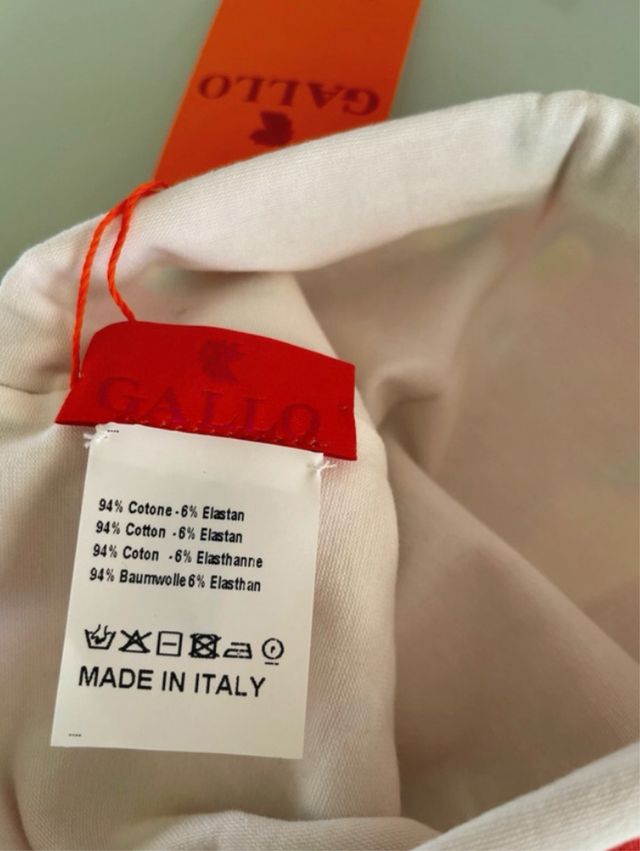 GALLO
GALLO
94% Cotone - 6% Elastan
94% Cotton - 6% Elastan
94% Coton - 6% Elasthanne
94% Baumwolle 6% Elasthan
MADE IN ITALY